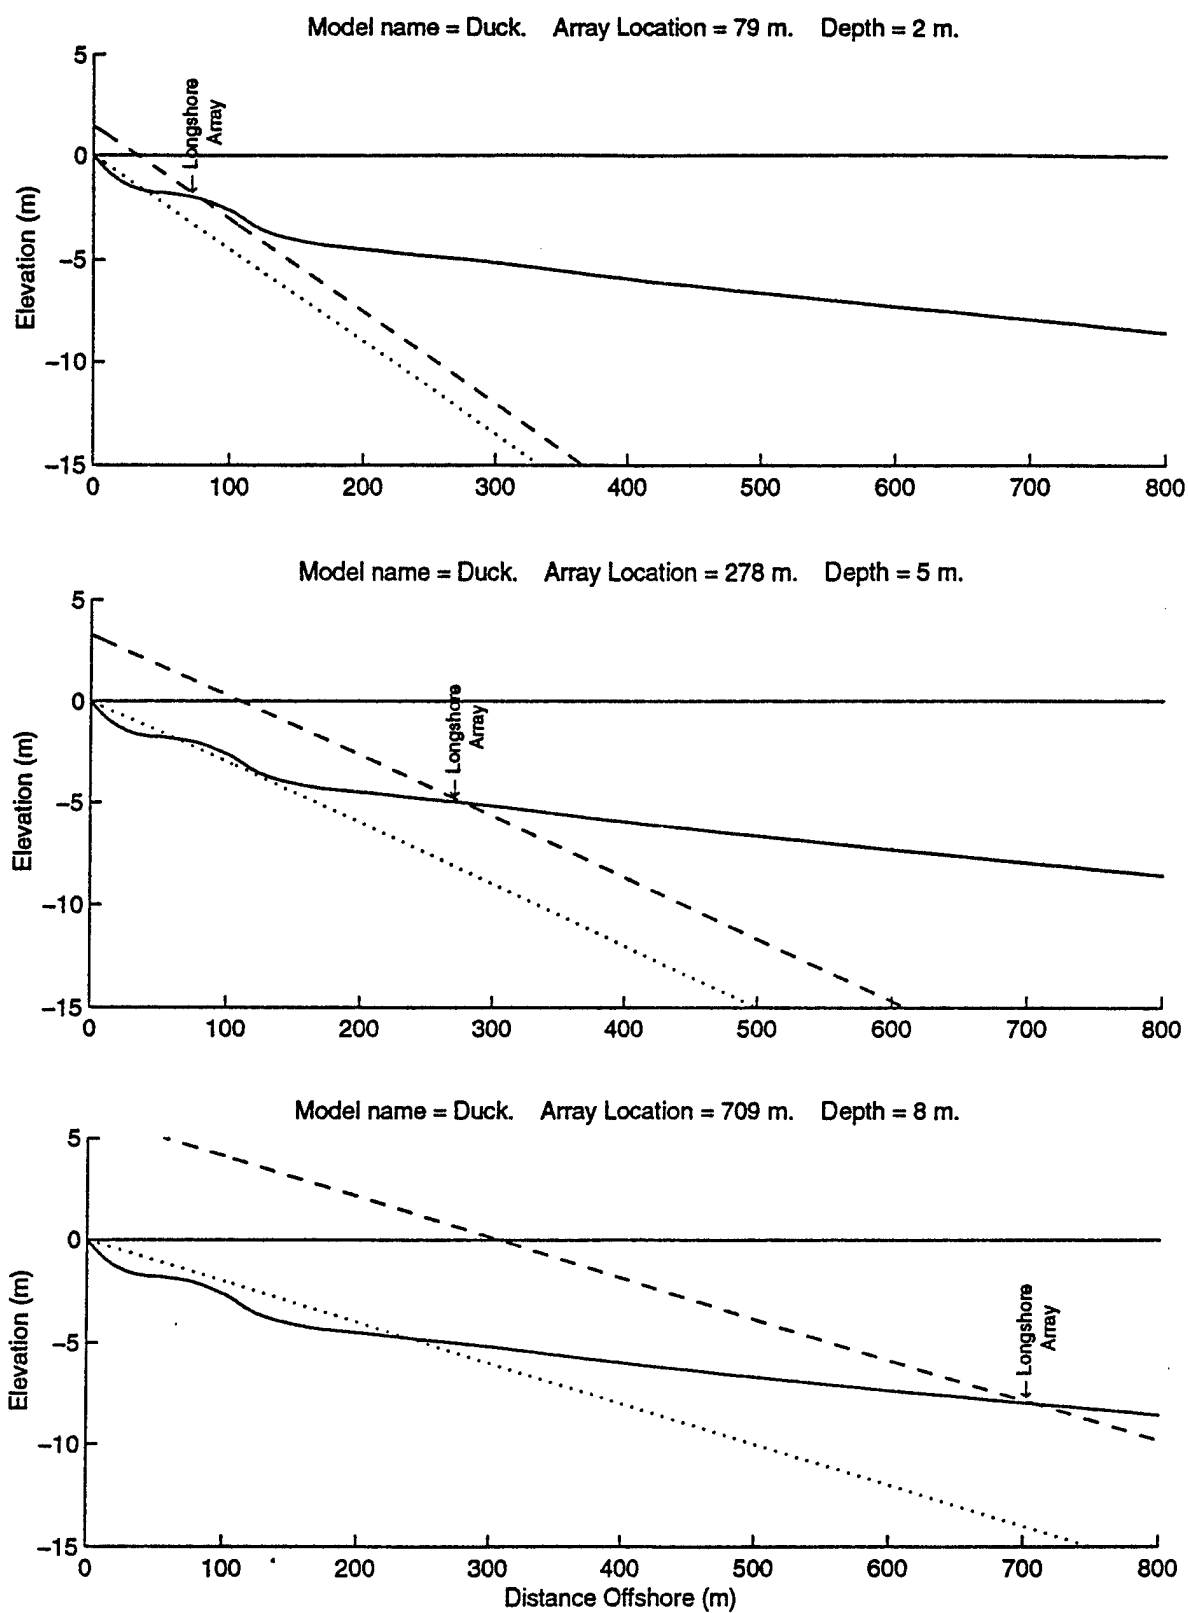 Model name = Duck. Array Location = 79 m. Depth = 2 m.
5
0
−5
−10
−15
Elevation (m)
Longshore
Array
0 100 200 300 400 500 600 700 800
Model name = Duck. Array Location = 278 m. Depth = 5 m.
5
0
−5
−10
−15
Elevation (m)
Longshore
Array
0 100 200 300 400 500 600 700 800
Model name = Duck. Array Location = 709 m. Depth = 8 m.
5
0
−5
−10
−15
Elevation (m)
Longshore
Array
0 100 200 300 400 500 600 700 800
Distance Offshore (m)